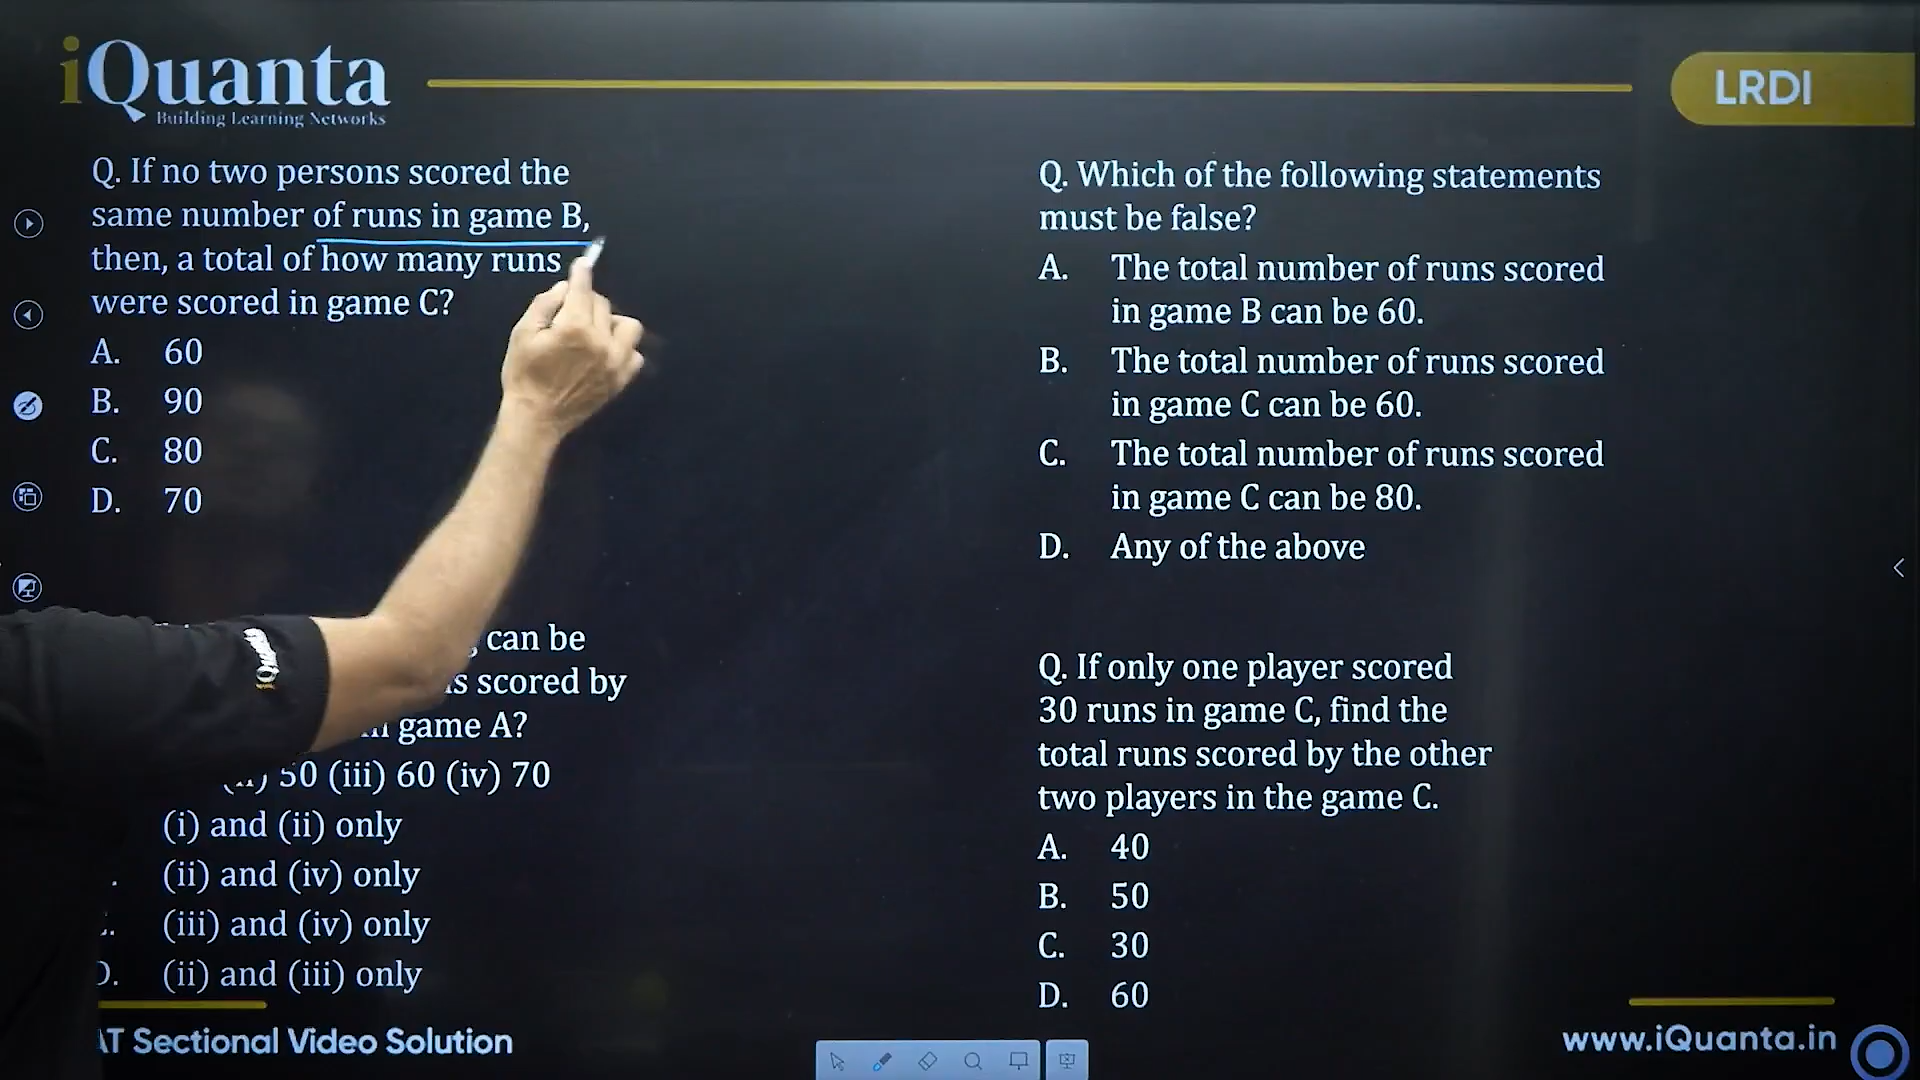 iQuanta
Building Learning Networks
LRDI
Q. If no two persons scored the
same number of runs in game B,
then, a total of how many runs
were scored in game C?
A. 60
B. 90
C. 80
D. 70
can be
scored by
game A?
50 (iii) 60 (iv) 70
(i) and (ii) only
(ii) and (iv) only
(iii) and (iv) only
D. (ii) and (iii) only
Q. Which of the following statements
must be false?
A. The total number of runs scored
in game B can be 60.
B. The total number of runs scored
in game C can be 60.
C. The total number of runs scored
in game C can be 80.
D. Any of the above
Q. If only one player scored
30 runs in game C, find the
total runs scored by the other
two players in the game C.
A. 40
B. 50
C. 30
D. 60
Sectional Video Solution
www.iQuanta.in